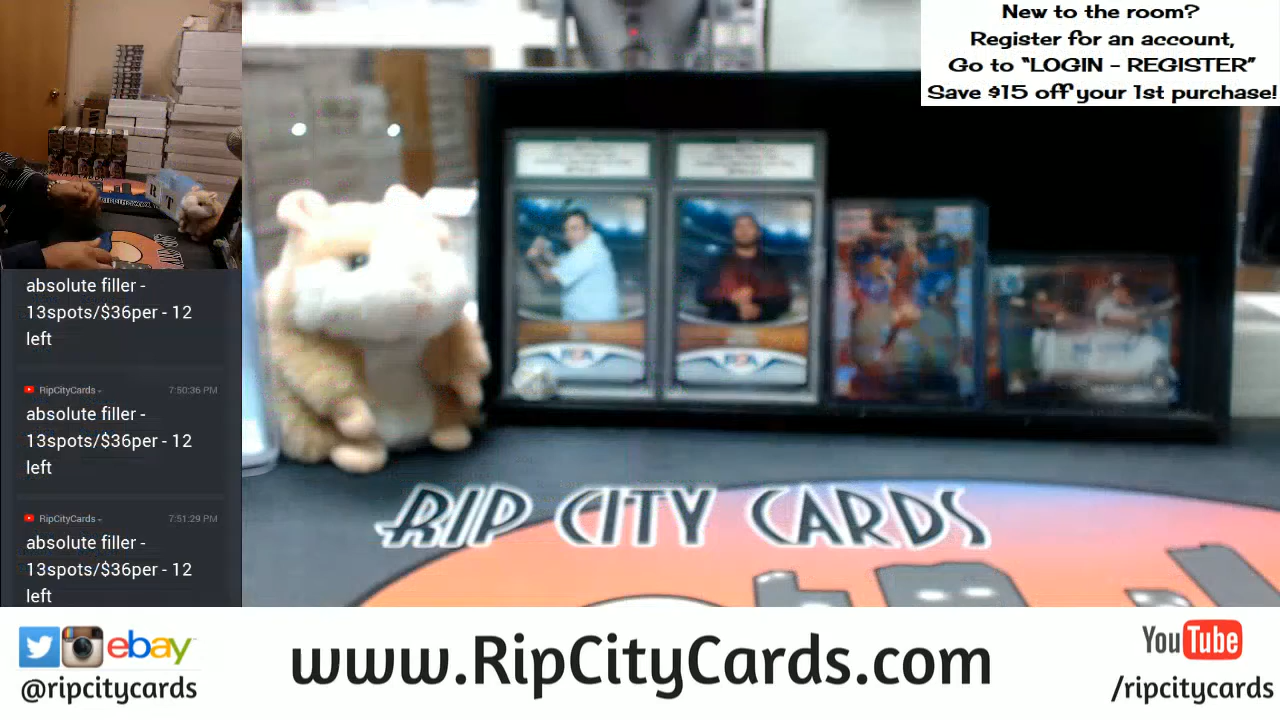 New to the room?
Register for an account,
Go to “LOGIN - REGISTER”
Save $15 off your 1st purchase!
absolute filler -
13spots/$36per - 12
left
RipCityCards
7:50:36 PM
absolute filler -
13spots/$36per - 12
left
RipCityCards
7:51:29 PM
absolute filler -
13spots/$36per - 12
left
RIP CITY CARDS
ebay
@ripcitycards
www.RipCityCards.com
YouTube
/ripcitycards